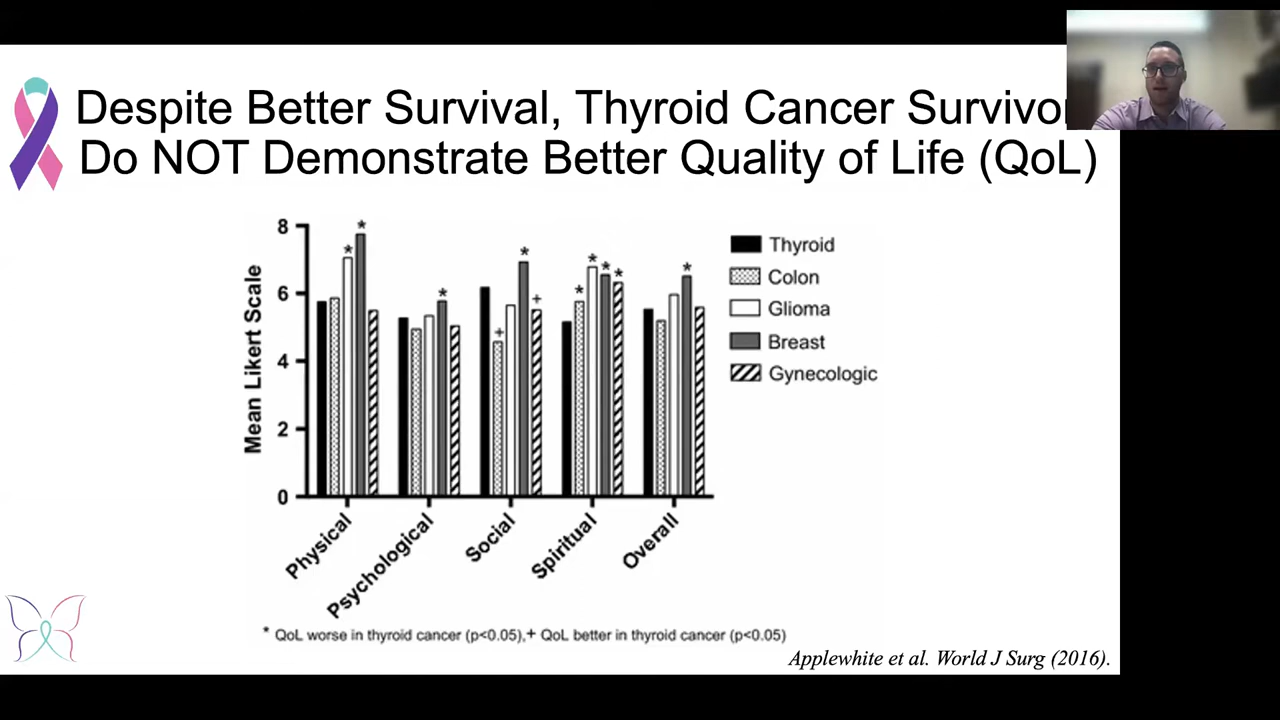 Despite Better Survival, Thyroid Cancer Survivor
Do NOT Demonstrate Better Quality of Life (QoL)
8
6
4
2
0
Mean Likert Scale
* * * * + + * * * * *
Physical
Psychological
Social
Spiritual
Overall
Thyroid
Colon
Glioma
Breast
Gynecologic
* QoL worse in thyroid cancer (p<0.05),+ QoL better in thyroid cancer (p<0.05)
Applewhite et al. World J Surg (2016).